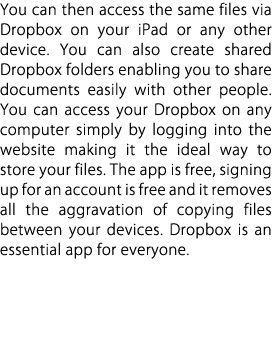 You can then access the same files via
Dropbox on your iPad or any other
device. You can also create shared
Dropbox folders enabling you to share
documents easily with other people.
You can access your Dropbox on any
computer simply by logging into the
website making it the ideal way to
store your files. The app is free, signing
up for an account is free and it removes
all the aggravation of copying files
between your devices. Dropbox is an
essential app for everyone.